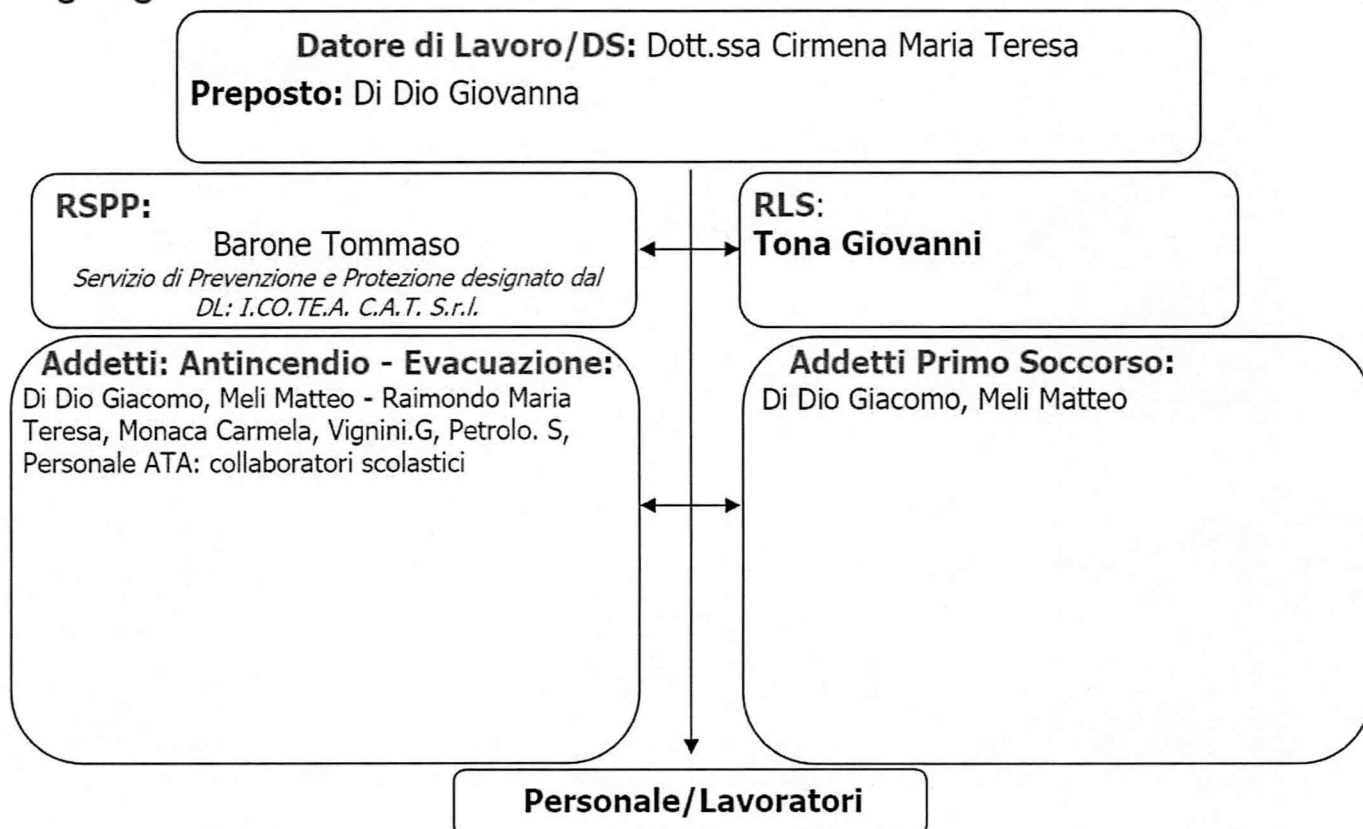 Datore di Lavoro/DS: Dott.ssa Cirmena Maria Teresa
Preposto: Di Dio Giovanna
RSPP:
Barone Tommaso
Servizio di Prevenzione e Protezione designato dal
DL: I.CO.TE.A. C.A.T. S.r.l.
RLS:
Tona Giovanni
Addetti: Antincendio - Evacuazione:
Di Dio Giacomo, Meli Matteo - Raimondo Maria
Teresa, Monaca Carmela, Vignini.G, Petrolo. S,
Personale ATA: collaboratori scolastici
Addetti Primo Soccorso:
Di Dio Giacomo, Meli Matteo
Personale/Lavoratori